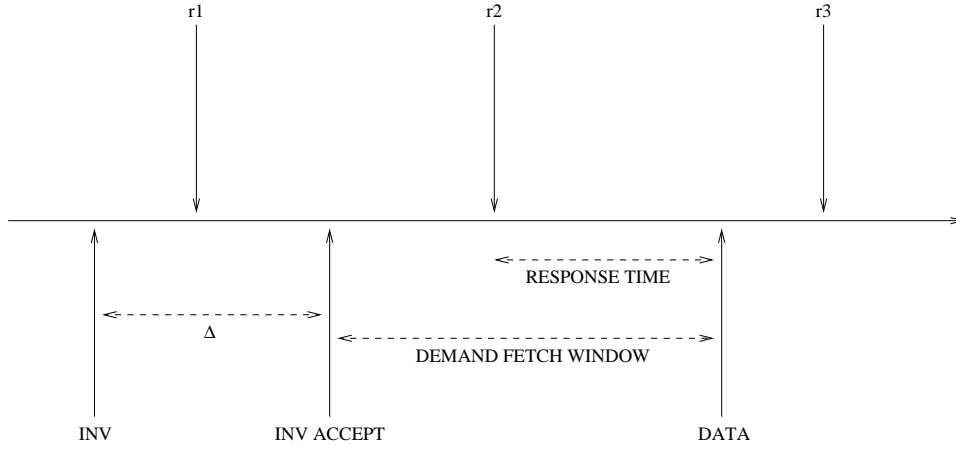 r1
r2
r3
RESPONSE TIME
Δ
DEMAND FETCH WINDOW
INV
INV ACCEPT
DATA